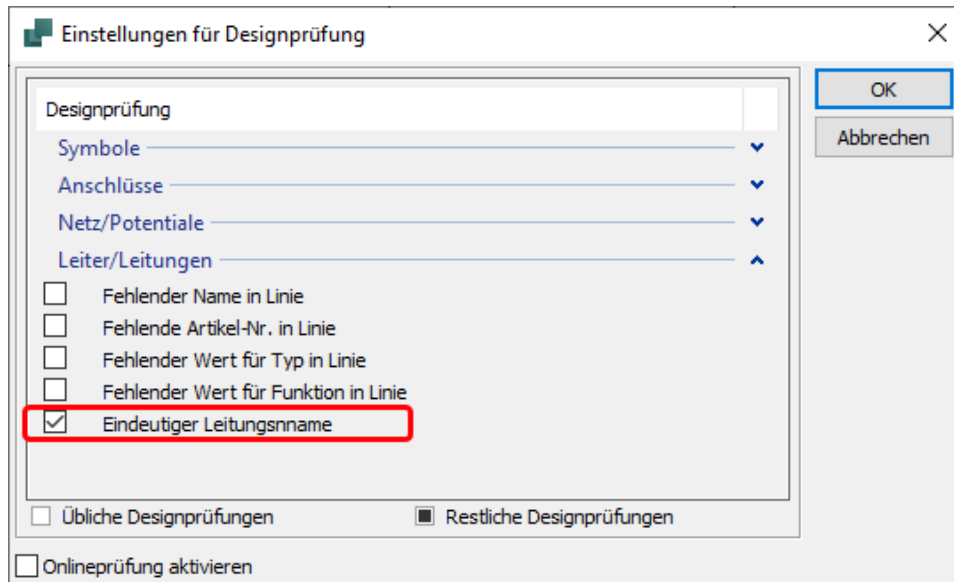 Einstellungen für Designprüfung
OK
Abbrechen
Designprüfung
Symbole
Anschlüsse
Netz/Potentiale
Leiter/Leitungen
Fehlender Name in Linie
Fehlende Artikel-Nr. in Linie
Fehlender Wert für Typ in Linie
Fehlender Wert für Funktion in Linie
Eindeutiger Leitungsnname
Übliche Designprüfungen
Restliche Designprüfungen
Onlineprüfung aktivieren